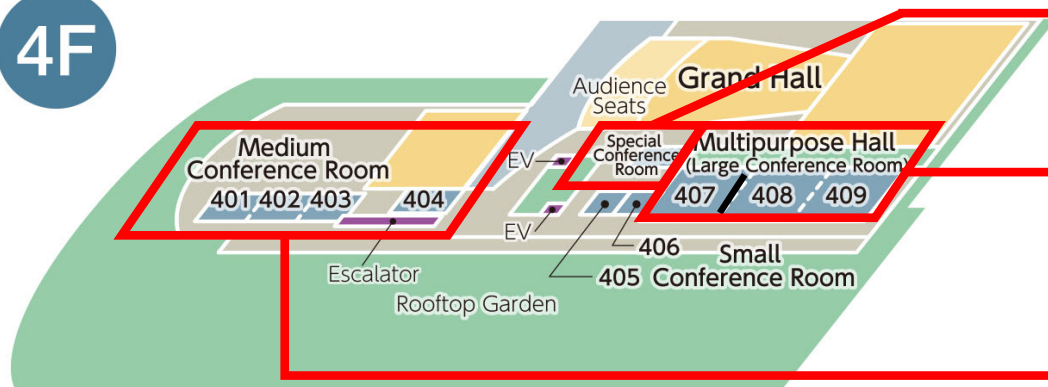 4F
Audience
Seats
Grand Hall
Medium
Conference Room
401 402 403
404
EV
EV
Special
Conference
Room
Multipurpose Hall
(Large Conference Room)
407
408
409
406
405
Small
Conference Room
Escalator
Rooftop Garden